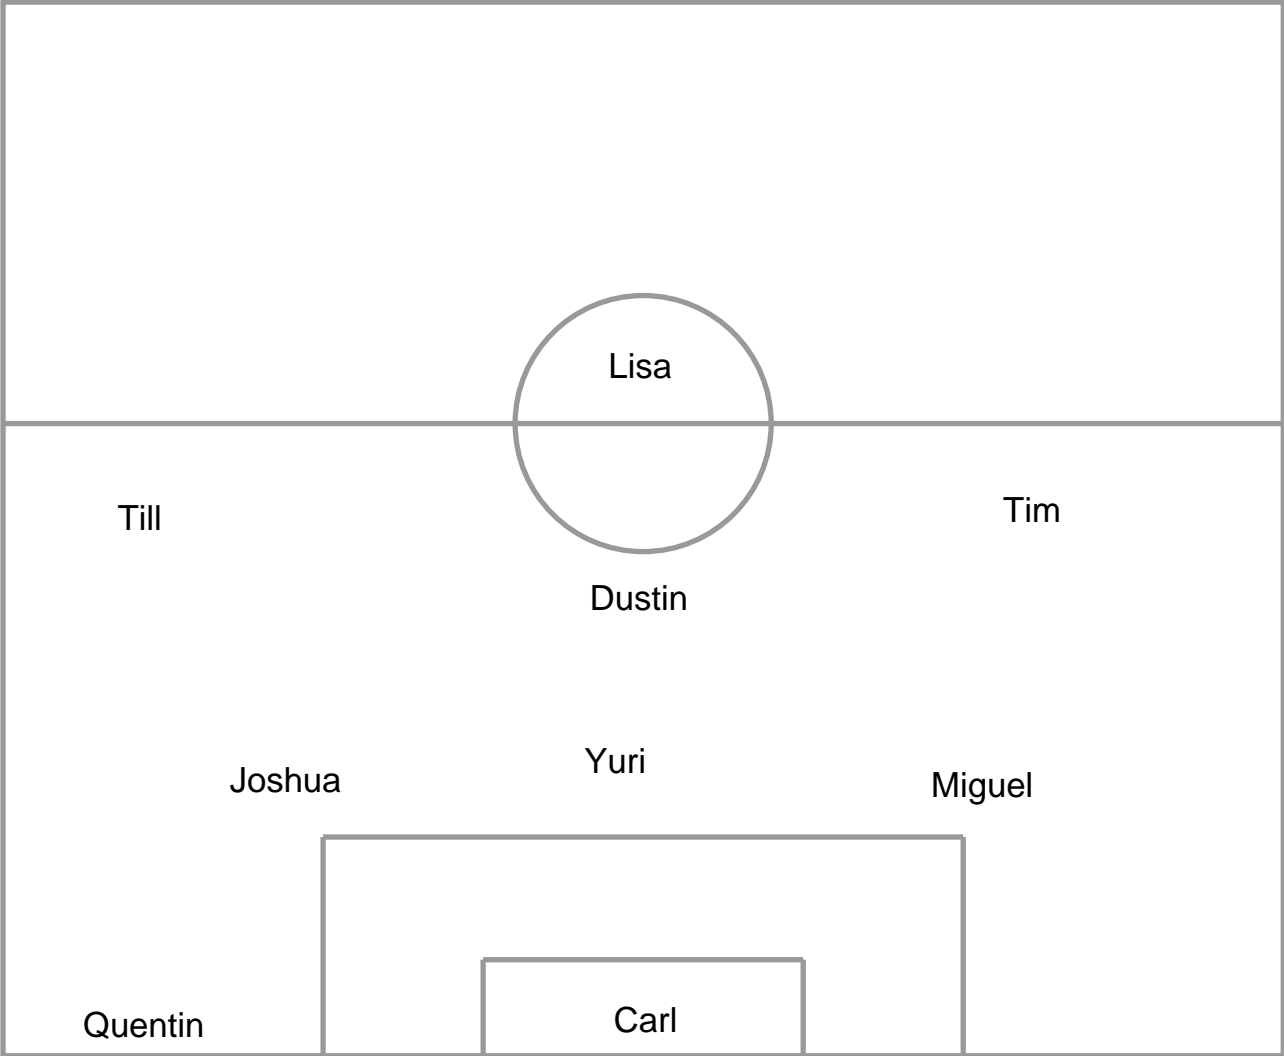 Lisa
Till
Tim
Dustin
Joshua
Yuri
Miguel
Quentin
Carl